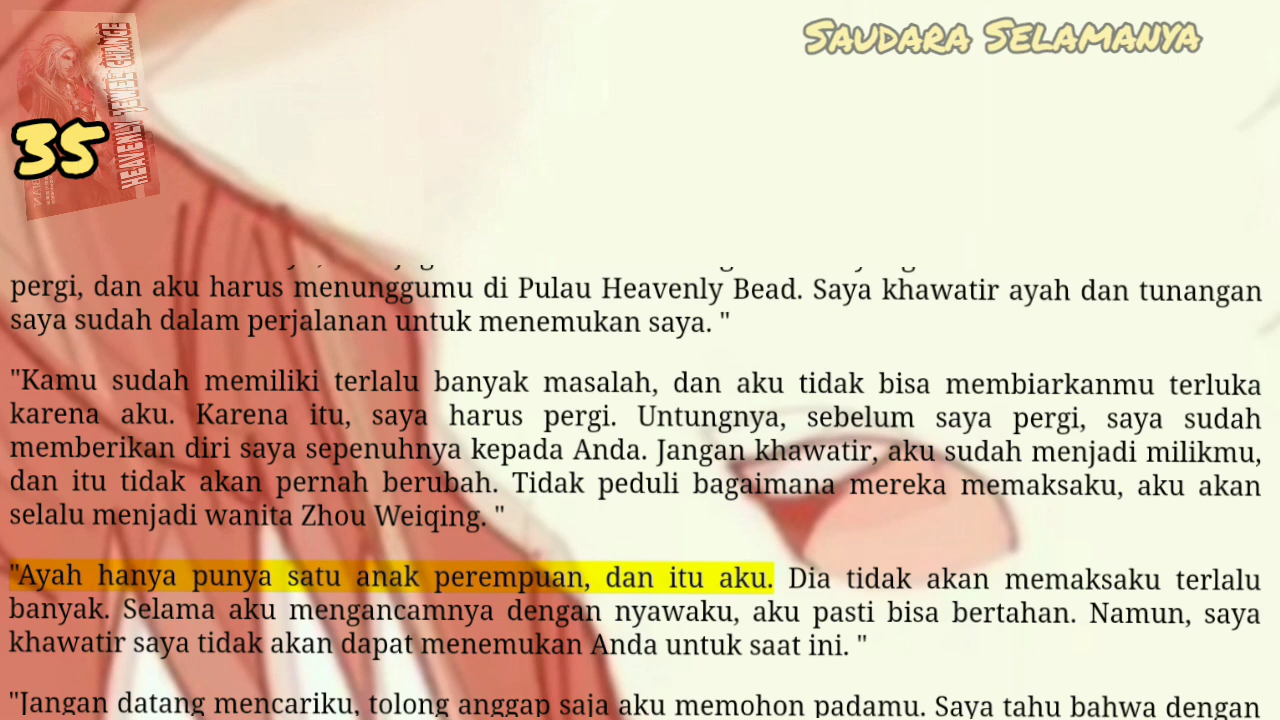 Saudara Selamanya
HEAVENLY JEWEL CHANGE
35
pergi, dan aku harus menunggumu di Pulau Heavenly Bead. Saya khawatir ayah dan tunangan
saya sudah dalam perjalanan untuk menemukan saya. "
"Kamu sudah memiliki terlalu banyak masalah, dan aku tidak bisa membiarkanmu terluka
karena aku. Karena itu, saya harus pergi. Untungnya, sebelum saya pergi, saya sudah
memberikan diri saya sepenuhnya kepada Anda. Jangan khawatir, aku sudah menjadi milikmu,
dan itu tidak akan pernah berubah. Tidak peduli bagaimana mereka memaksaku, aku akan
selalu menjadi wanita Zhou Weiqing. "
"Ayah hanya punya satu anak perempuan, dan itu aku. Dia tidak akan memaksaku terlalu
banyak. Selama aku mengancamnya dengan nyawaku, aku pasti bisa bertahan. Namun, saya
khawatir saya tidak akan dapat menemukan Anda untuk saat ini. "
"Jangan datang mencariku, tolong anggap saja aku memohon padamu. Saya tahu bahwa dengan